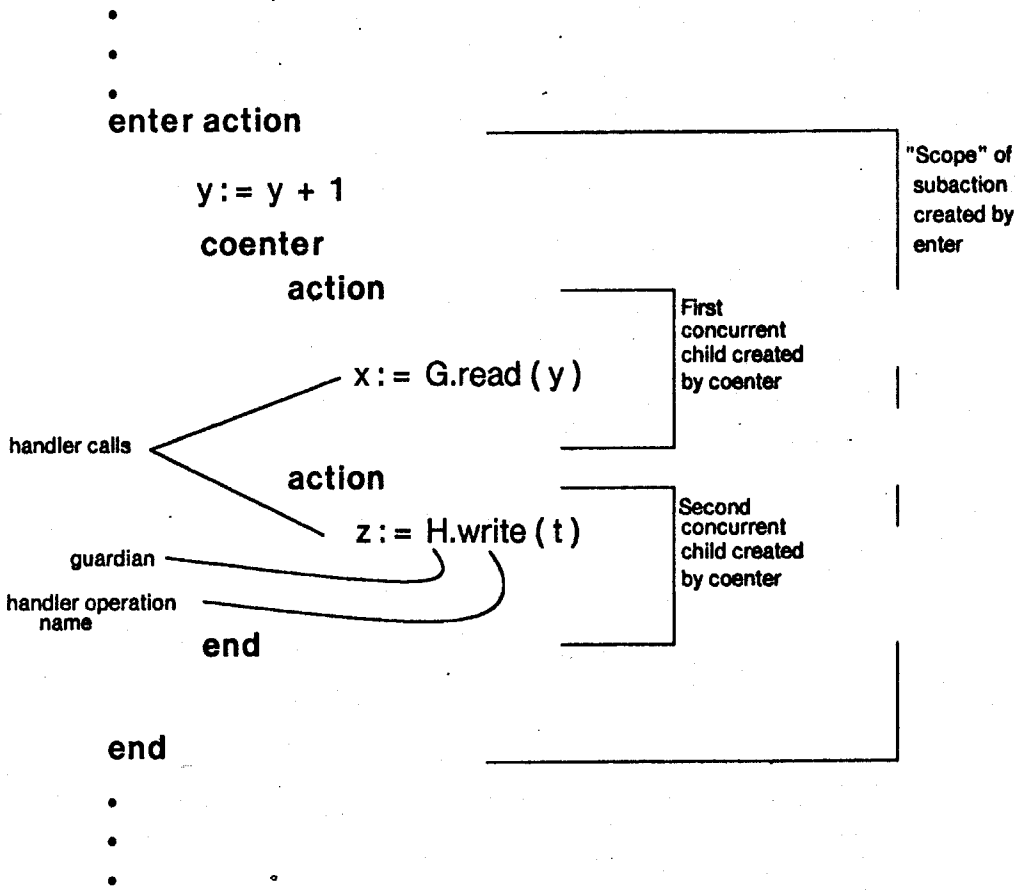 enter action
"Scope" of
subaction
created by
enter
y := y + 1
coenter
action
First
concurrent
child created
by coenter
x := G.read ( y )
handler calls
action
Second
concurrent
child created
by coenter
z := H.write ( t )
guardian
handler operation
name
end
end